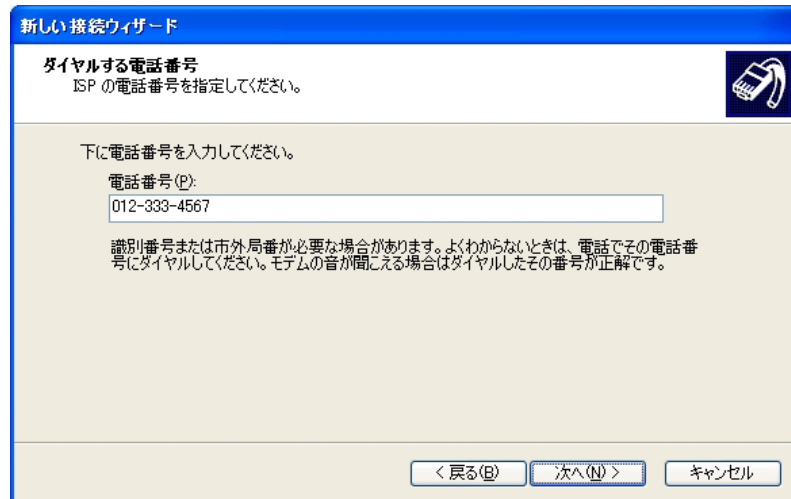 新しい接続ウィザード
ダイヤルする電話番号
ISP の電話番号を指定してください。
下に電話番号を入力してください。
電話番号(P):
012-333-4567
識別番号または市外局番が必要な場合があります。よくわからないときは、電話でその電話番
号にダイヤルしてください。モデムの音が聞こえる場合はダイヤルしたその番号が正解です。
< 戻る(B) 次へ(N) > キャンセル